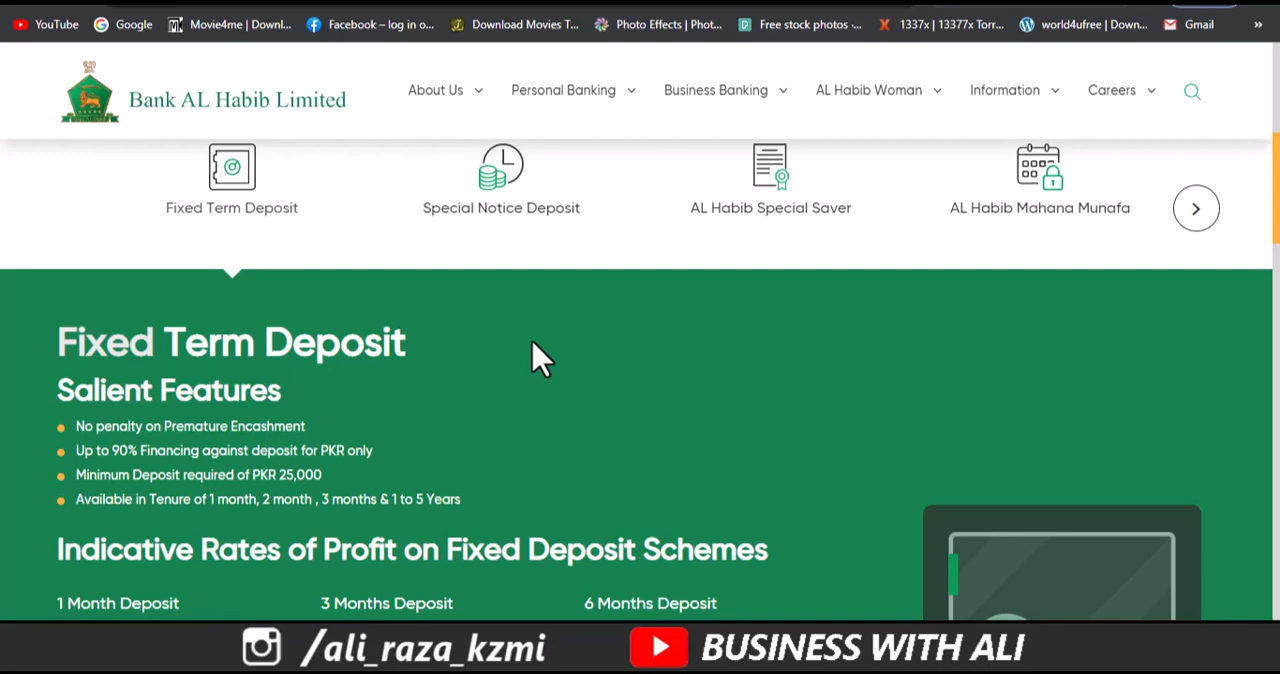 YouTube Google Movie4me | Downl... Facebook – log in o... Download Movies T... Photo Effects | Phot... Free stock photos ·... 1337x | 13377x Torr... world4ufree | Down... Gmail »
Bank AL Habib Limited
About Us Personal Banking Business Banking AL Habib Woman Information Careers
Fixed Term Deposit Special Notice Deposit AL Habib Special Saver AL Habib Mahana Munafa
Fixed Term Deposit
Salient Features
No penalty on Premature Encashment
Up to 90% Financing against deposit for PKR only
Minimum Deposit required of PKR 25,000
Available in Tenure of 1 month, 2 month , 3 months & 1 to 5 Years
Indicative Rates of Profit on Fixed Deposit Schemes
1 Month Deposit 3 Months Deposit 6 Months Deposit
/ali_raza_kzmi BUSINESS WITH ALI